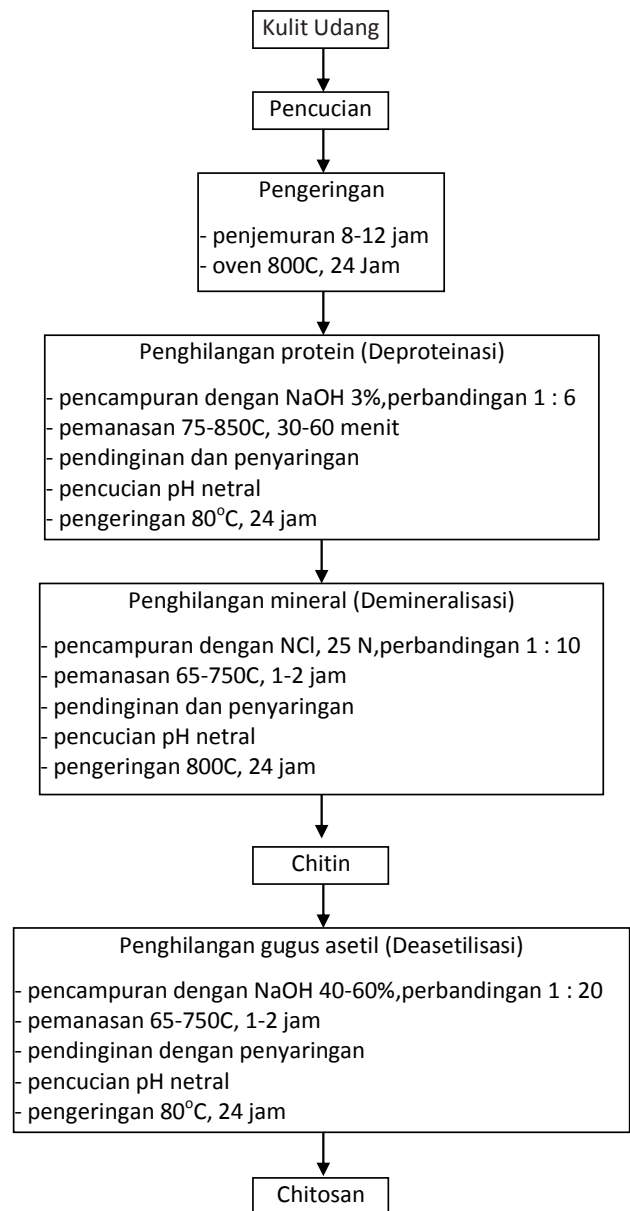 Kulit Udang
Pencucian
Pengeringan
- penjemuran 8-12 jam
- oven 800C, 24 Jam
Penghilangan protein (Deproteinasi)
- pencampuran dengan NaOH 3%,perbandingan 1 : 6
- pemanasan 75-850C, 30-60 menit
- pendinginan dan penyaringan
- pencucian pH netral
- pengeringan 80°C, 24 jam
Penghilangan mineral (Demineralisasi)
- pencampuran dengan NCl, 25 N,perbandingan 1 : 10
- pemanasan 65-750C, 1-2 jam
- pendinginan dan penyaringan
- pencucian pH netral
- pengeringan 800C, 24 jam
Chitin
Penghilangan gugus asetil (Deasetilisasi)
- pencampuran dengan NaOH 40-60%,perbandingan 1 : 20
- pemanasan 65-750C, 1-2 jam
- pendinginan dengan penyaringan
- pencucian pH netral
- pengeringan 80°C, 24 jam
Chitosan